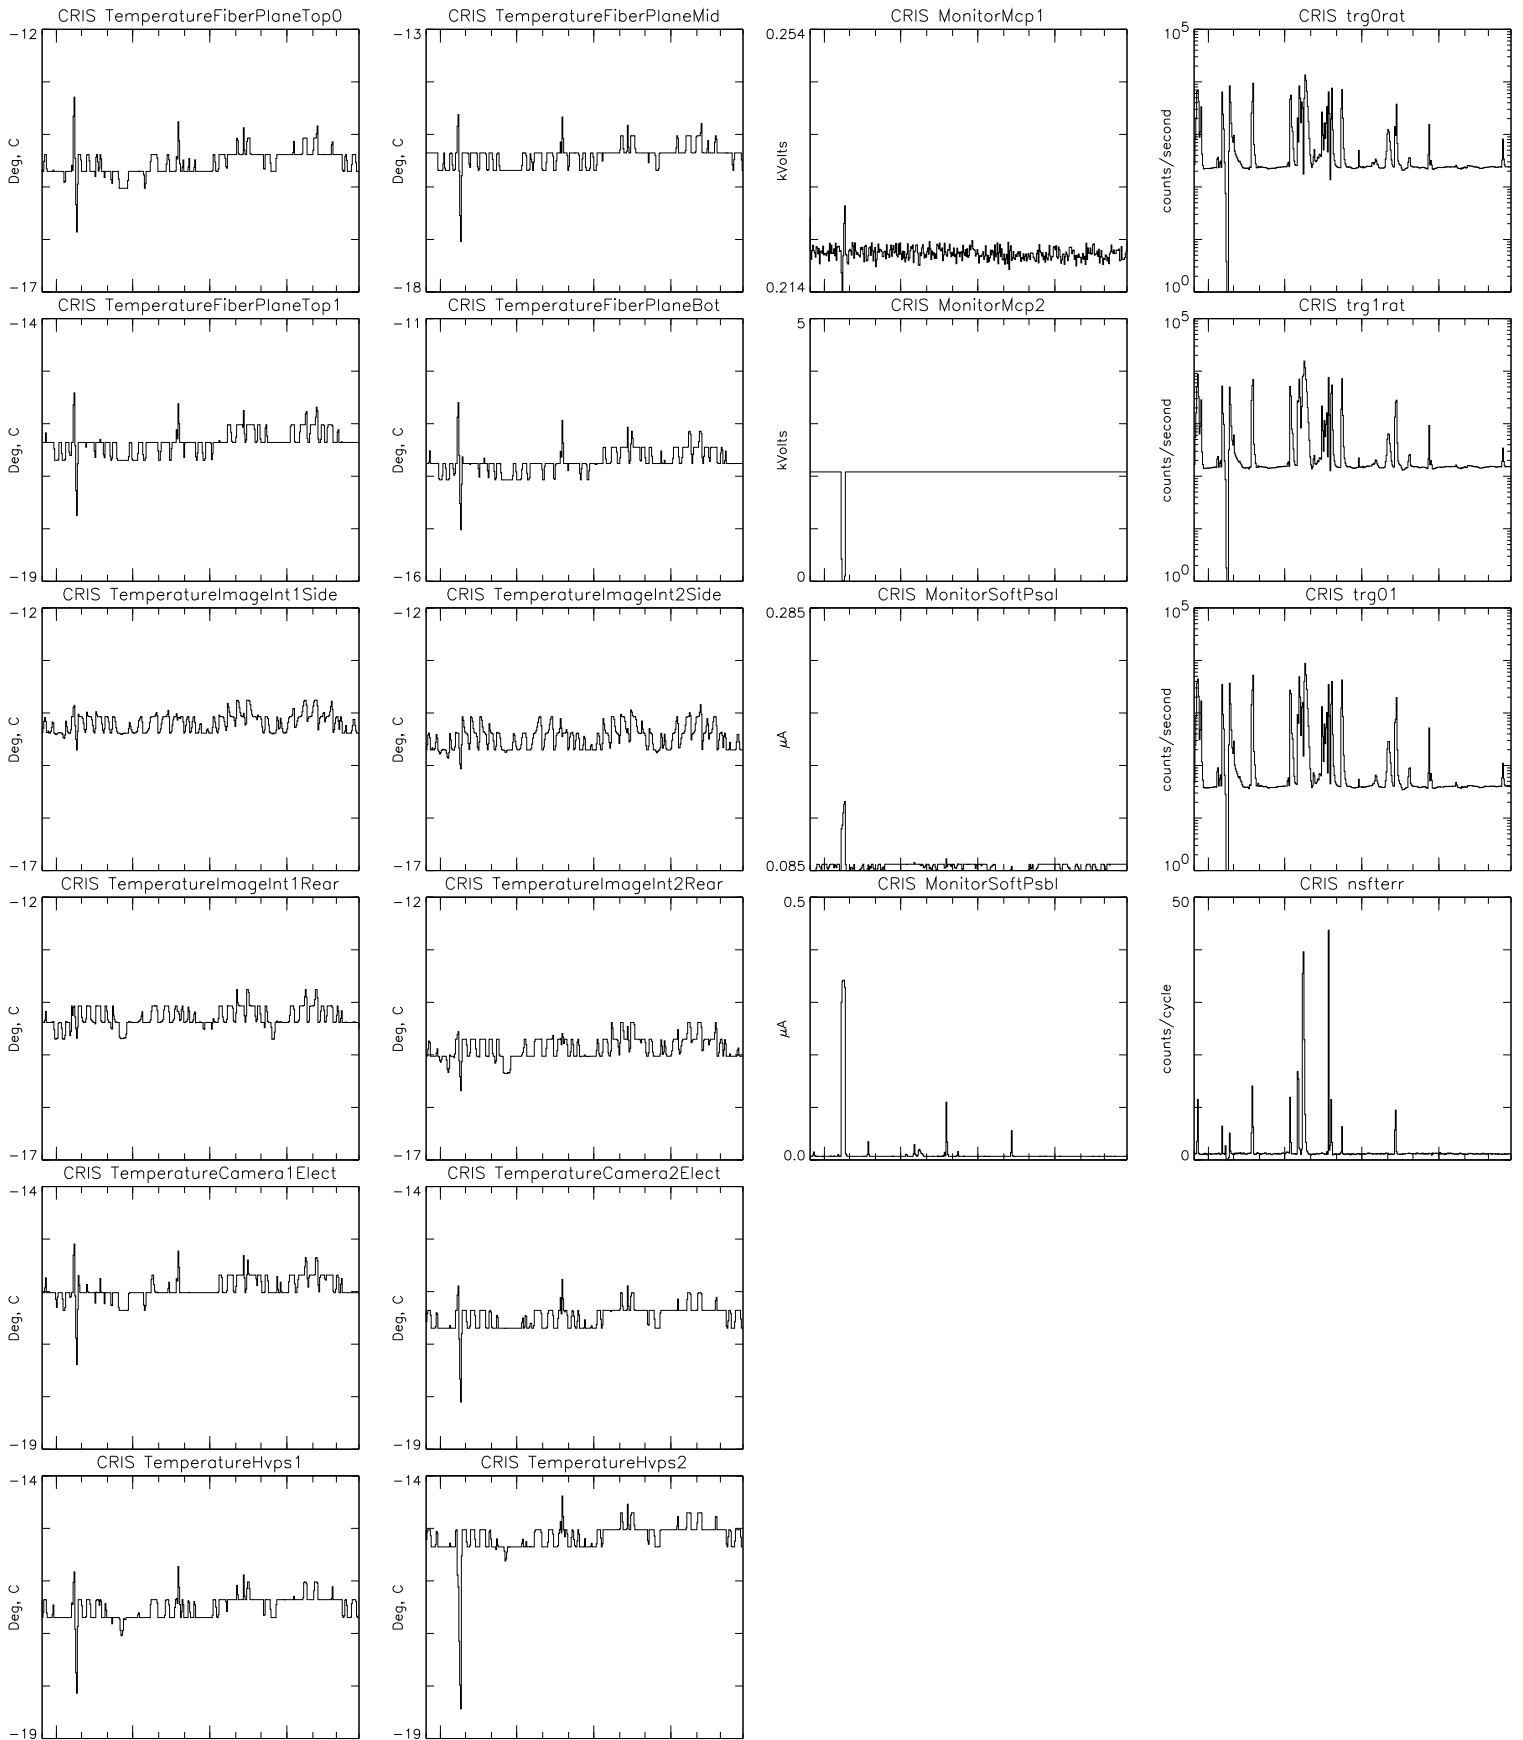 CRIS TemperatureFiberPlaneTop0
-12
Deg, C
-17
CRIS TemperatureFiberPlaneMid
-13
Deg, C
-18
CRIS MonitorMcp1
0.254
kVolts
0.214
CRIS trg0rat
10^5
counts/second
10^0
CRIS TemperatureFiberPlaneTop1
-14
Deg, C
-19
CRIS TemperatureFiberPlaneBot
-11
Deg, C
-16
CRIS MonitorMcp2
5
kVolts
0
CRIS trg1rat
10^5
counts/second
10^0
CRIS TemperatureImageInt1Side
-12
Deg, C
-17
CRIS TemperatureImageInt2Side
-12
Deg, C
-17
CRIS MonitorSoftPsaI
0.285
μA
0.085
CRIS trg01
10^5
counts/second
10^0
CRIS TemperatureImageInt1Rear
-12
Deg, C
-17
CRIS TemperatureImageInt2Rear
-12
Deg, C
-17
CRIS MonitorSoftPsbI
0.5
μA
0.0
CRIS nsfterr
50
counts/cycle
0
CRIS TemperatureCamera1Elect
-14
Deg, C
-19
CRIS TemperatureCamera2Elect
-14
Deg, C
-19
CRIS TemperatureHvps1
-14
Deg, C
-19
CRIS TemperatureHvps2
-14
Deg, C
-19